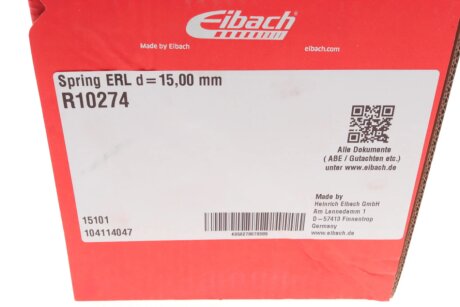 Eibach
Made by Eibach
eibach.com
Spring ERL d=15,00 mm
R10274
Alle Dokumente
( ABE / Gutachten etc.)
www.eibach.de
Made by
Heinrich Eibach GmbH
Am Lennedamm 1
D-57413 Finnentrop
Germany
www.eibach.de
15101
104114047